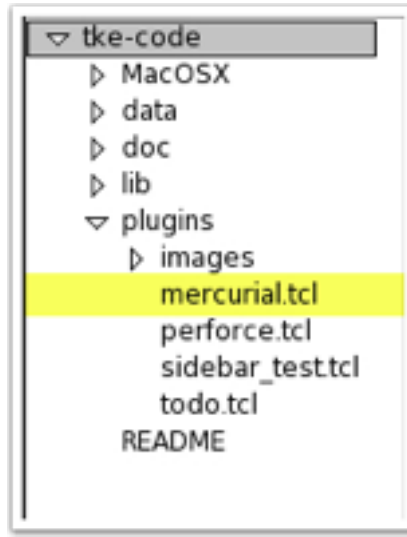 tke-code
MacOSX
data
doc
lib
plugins
images
mercurial.tcl
perforce.tcl
sidebar_test.tcl
todo.tcl
README